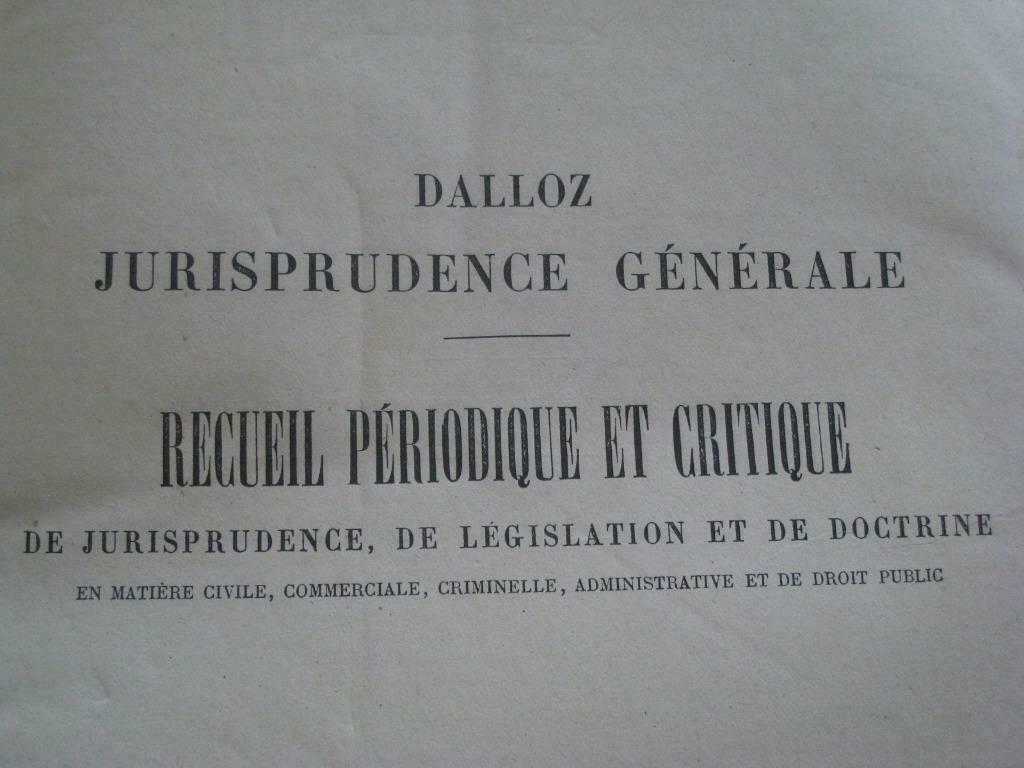 DALLOZ
JURISPRUDENCE GÉNÉRALE
RECUEIL PÉRIODIQUE ET CRITIQUE
DE JURISPRUDENCE, DE LÉGISLATION ET DE DOCTRINE
EN MATIÈRE CIVILE, COMMERCIALE, CRIMINELLE, ADMINISTRATIVE ET DE DROIT PUBLIC